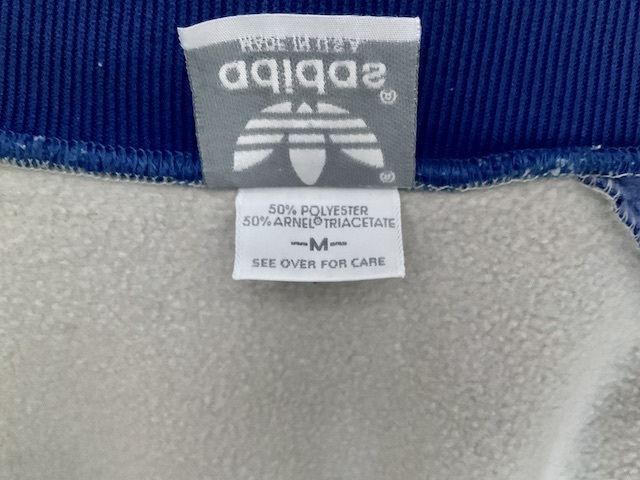 adidas
®
®
MADE IN U.S.A
50% POLYESTER
50% ARNEL® TRIACETATE
-M-
SEE OVER FOR CARE